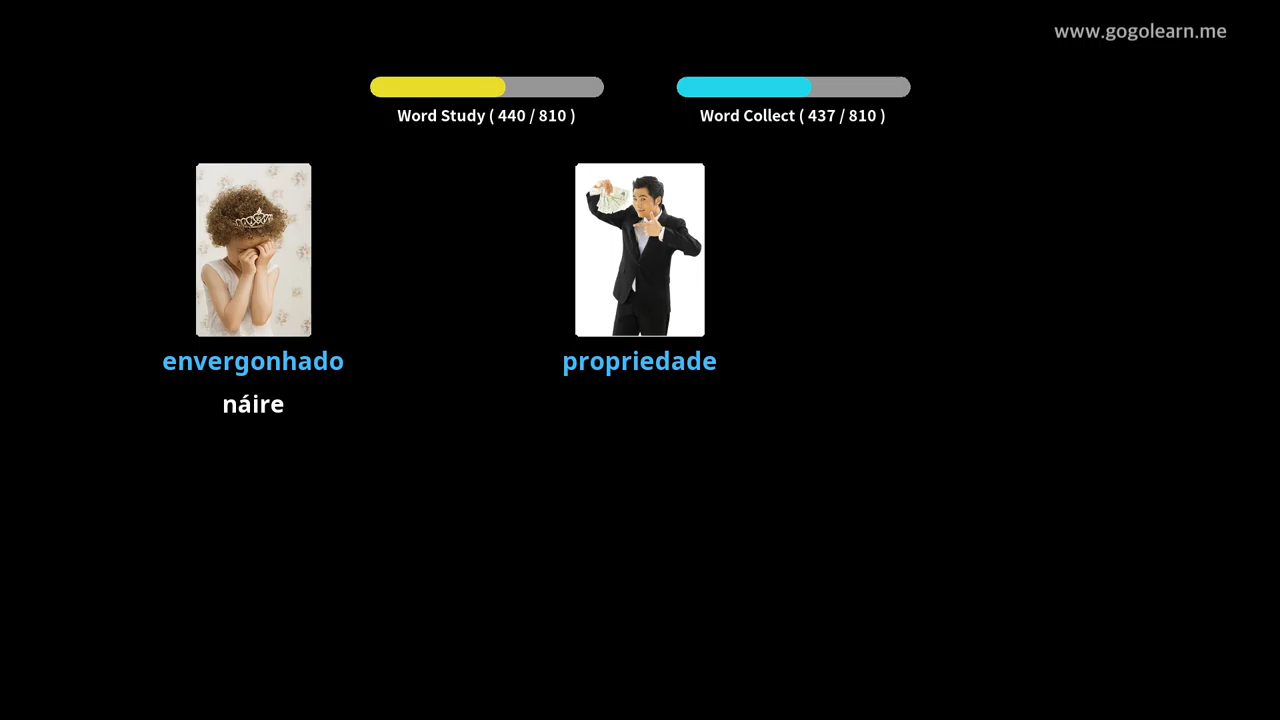 www.gogolearn.me
Word Study ( 440 / 810 )
Word Collect ( 437 / 810 )
envergonhado
propriedade
náire